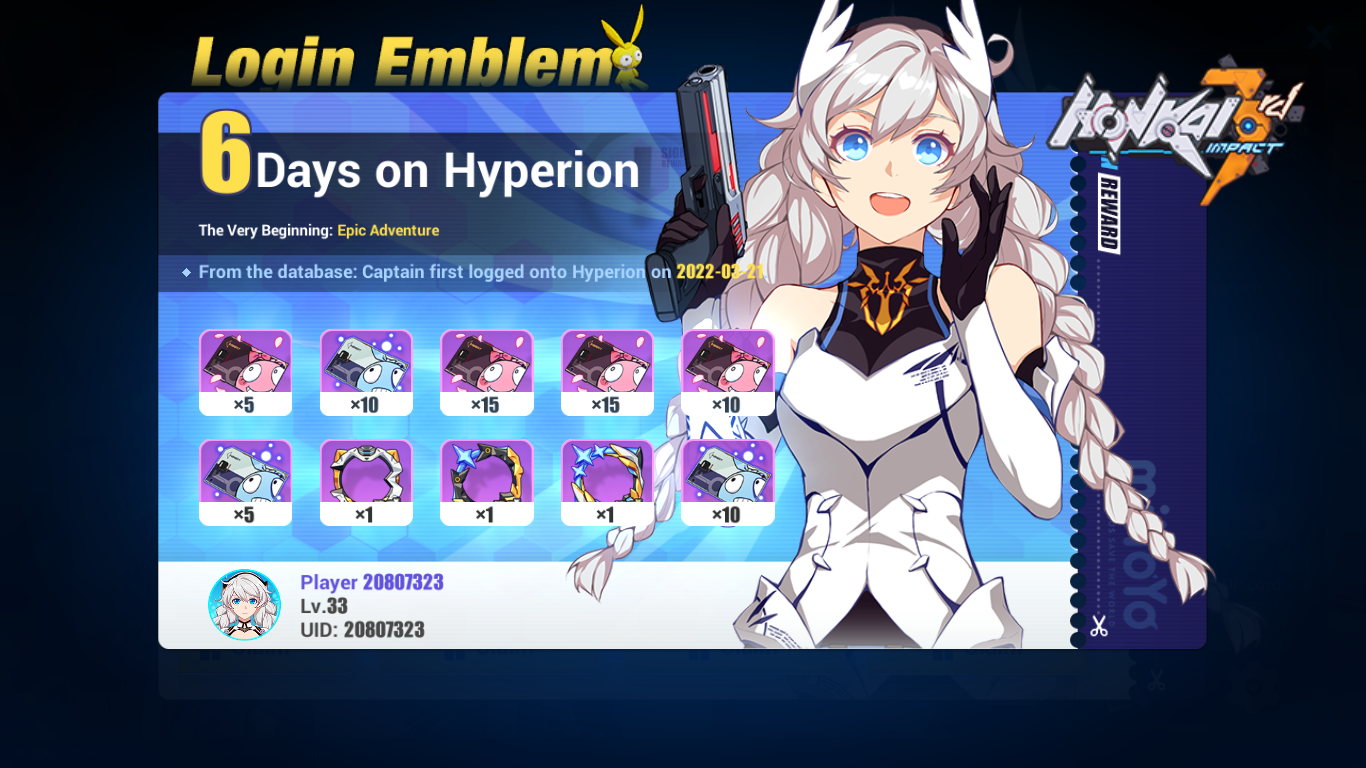 Login Emblem
HONKAI 3rd
IMPACT
6 Days on Hyperion
REWARD
The Very Beginning: Epic Adventure
From the database: Captain first logged onto Hyperion on 2022-03-21
×5 ×10 ×15 ×15 ×10
×5 ×1 ×1 ×1 ×10
Player 20807323
Lv.33
UID: 20807323